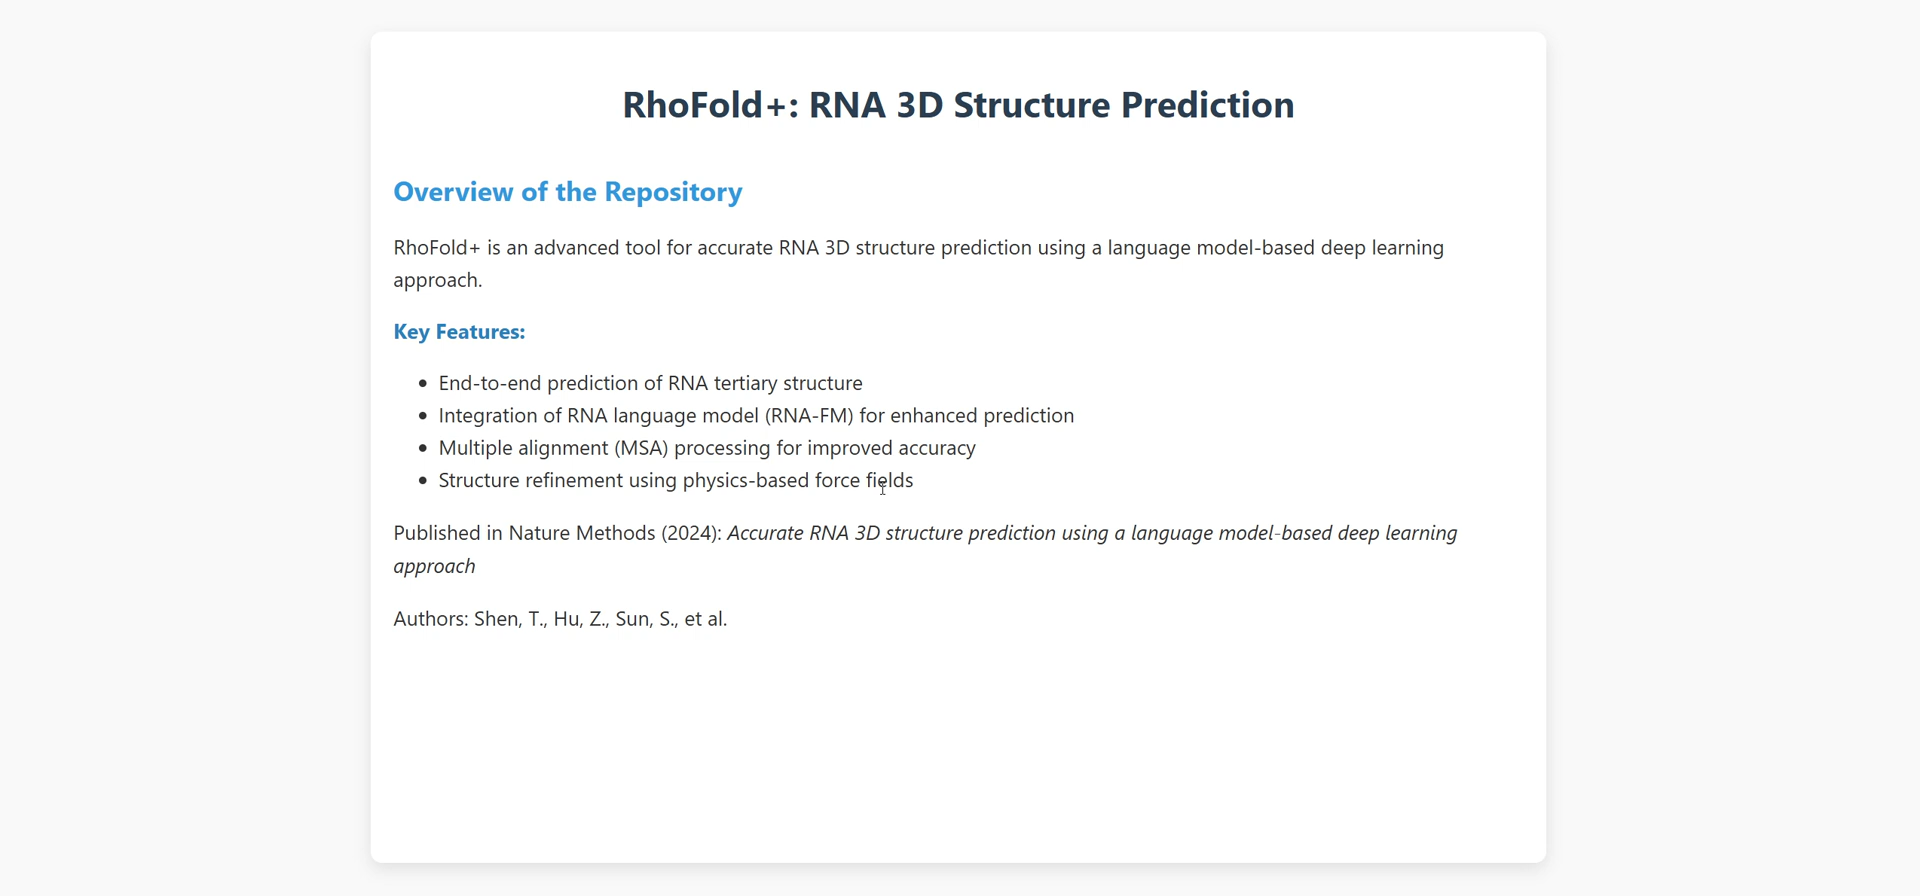 RhoFold+: RNA 3D Structure Prediction
Overview of the Repository
RhoFold+ is an advanced tool for accurate RNA 3D structure prediction using a language model-based deep learning
approach.
Key Features:
• End-to-end prediction of RNA tertiary structure
• Integration of RNA language model (RNA-FM) for enhanced prediction
• Multiple alignment (MSA) processing for improved accuracy
• Structure refinement using physics-based force fields
Published in Nature Methods (2024): Accurate RNA 3D structure prediction using a language model-based deep learning
approach
Authors: Shen, T., Hu, Z., Sun, S., et al.